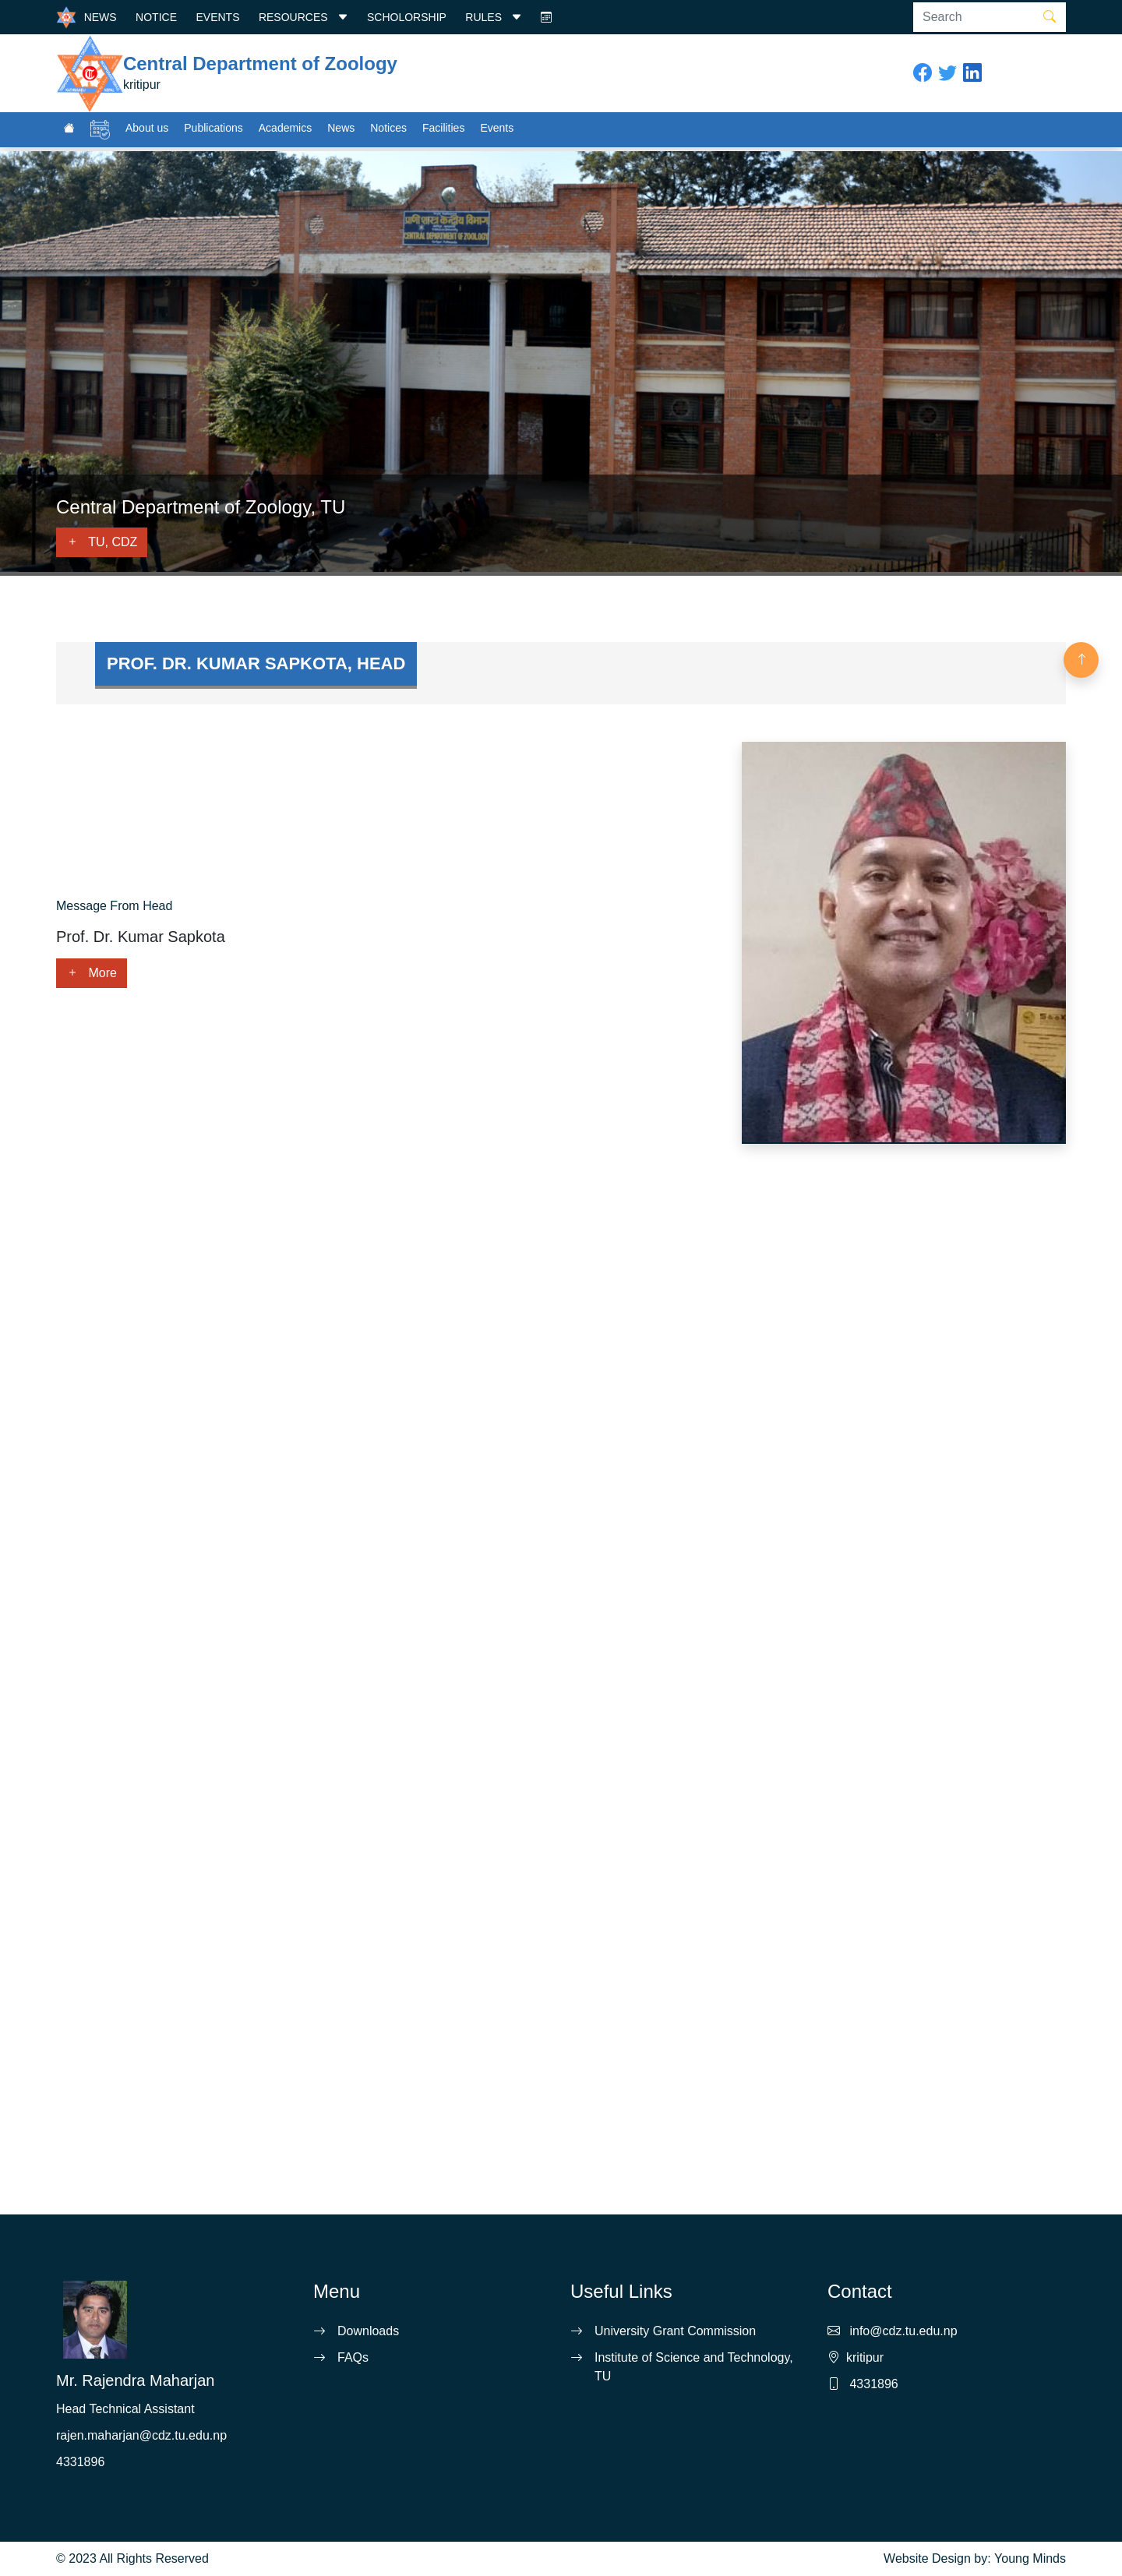 NEWS NOTICE EVENTS RESOURCES SCHOLORSHIP RULES Search
Central Department of Zoology
kritipur
About us Publications Academics News Notices Facilities Events
प्राणी शास्त्र केन्द्रीय विभाग
CENTRAL DEPARTMENT OF ZOOLOGY
Central Department of Zoology, TU
+ TU, CDZ
PROF. DR. KUMAR SAPKOTA, HEAD
Message From Head
Prof. Dr. Kumar Sapkota
+ More
Mr. Rajendra Maharjan
Head Technical Assistant
rajen.maharjan@cdz.tu.edu.np
4331896
Menu
Downloads
FAQs
Useful Links
University Grant Commission
Institute of Science and Technology,
TU
Contact
info@cdz.tu.edu.np
kritipur
4331896
© 2023 All Rights Reserved
Website Design by: Young Minds